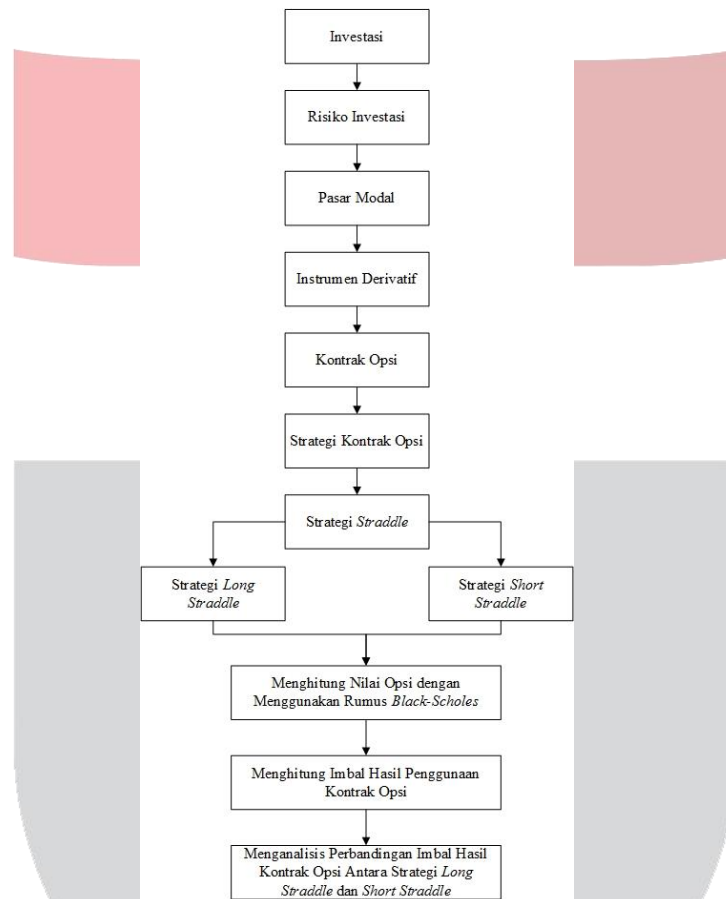 Investasi
Risiko Investasi
Pasar Modal
Instrumen Derivatif
Kontrak Opsi
Strategi Kontrak Opsi
Strategi Straddle
Strategi Long
Straddle
Strategi Short
Straddle
Menghitung Nilai Opsi dengan
Menggunakan Rumus Black-Scholes
Menghitung Imbal Hasil Penggunaan
Kontrak Opsi
Menganalisis Perbandingan Imbal Hasil
Kontrak Opsi Antara Strategi Long
Straddle dan Short Straddle